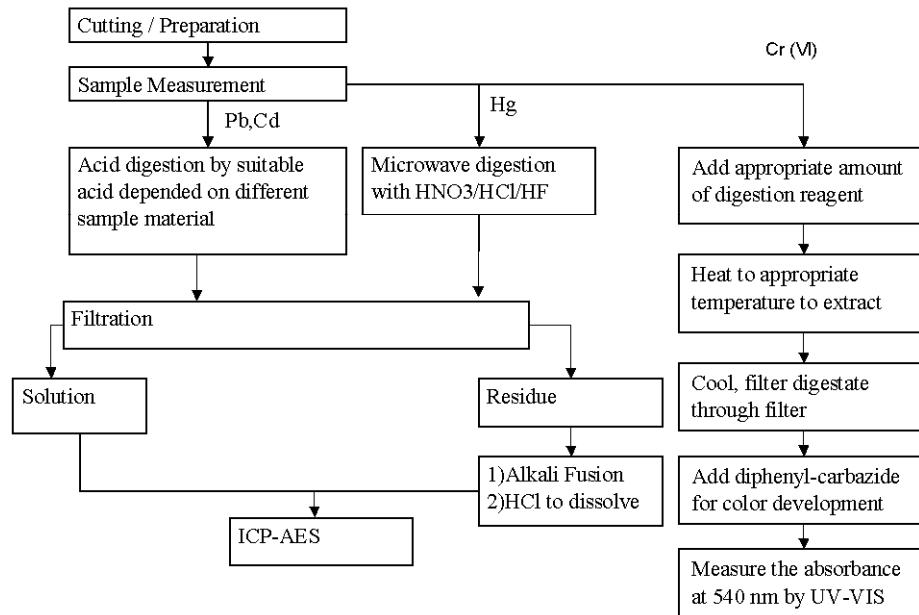 Cutting / Preparation
Cr (VI)
Sample Measurement
Hg
Pb,Cd
Acid digestion by suitable
acid depended on different
sample material
Microwave digestion
with HNO3/HCl/HF
Add appropriate amount
of digestion reagent
Heat to appropriate
temperature to extract
Filtration
Cool, filter digestate
through filter
Solution
Residue
1)Alkali Fusion
2)HCl to dissolve
Add diphenyl-carbazide
for color development
ICP-AES
Measure the absorbance
at 540 nm by UV-VIS